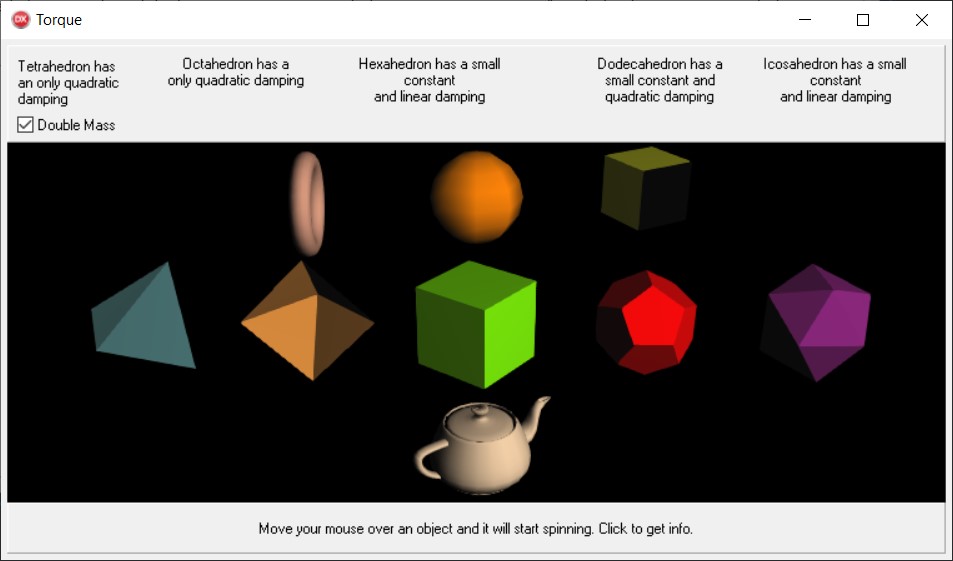 DX Torque
Tetrahedron has
an only quadratic
damping
Octahedron has a
only quadratic damping
Hexahedron has a small
constant
and linear damping
Dodecahedron has a
small constant and
quadratic damping
Icosahedron has a small
constant
and linear damping
Double Mass
Move your mouse over an object and it will start spinning. Click to get info.